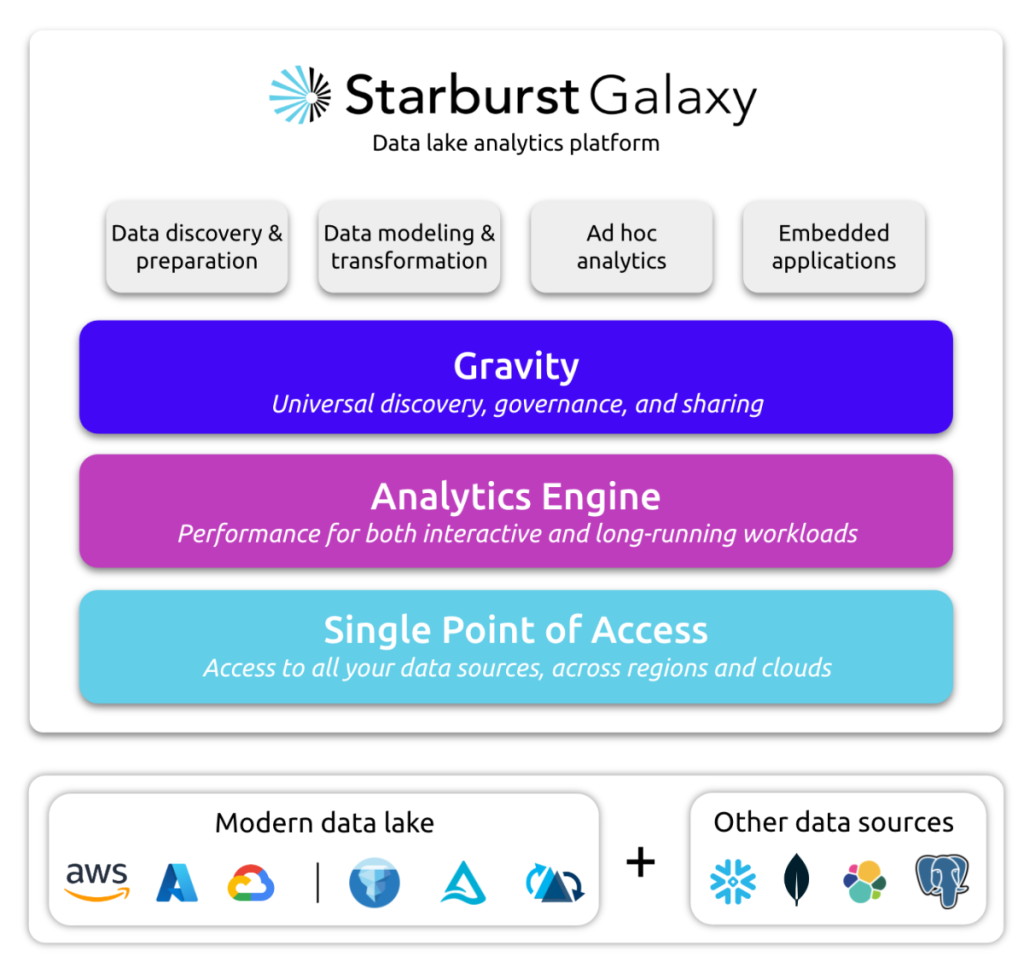 Starburst Galaxy
Data lake analytics platform
Data discovery &
preparation
Data modeling &
transformation
Ad hoc
analytics
Embedded
applications
Gravity
Universal discovery, governance, and sharing
Analytics Engine
Performance for both interactive and long-running workloads
Single Point of Access
Access to all your data sources, across regions and clouds
Modern data lake
aws
+
Other data sources